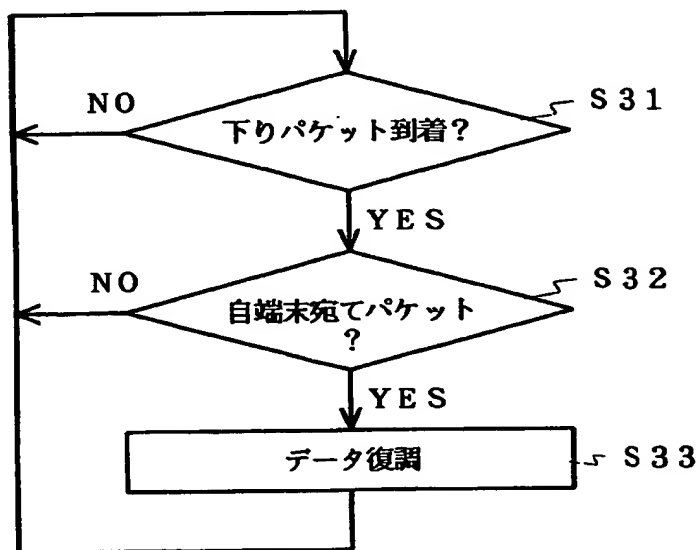 NO
下りパケット到着？
S31
YES
NO
自端末宛てパケット
？
S32
YES
データ復調
S33